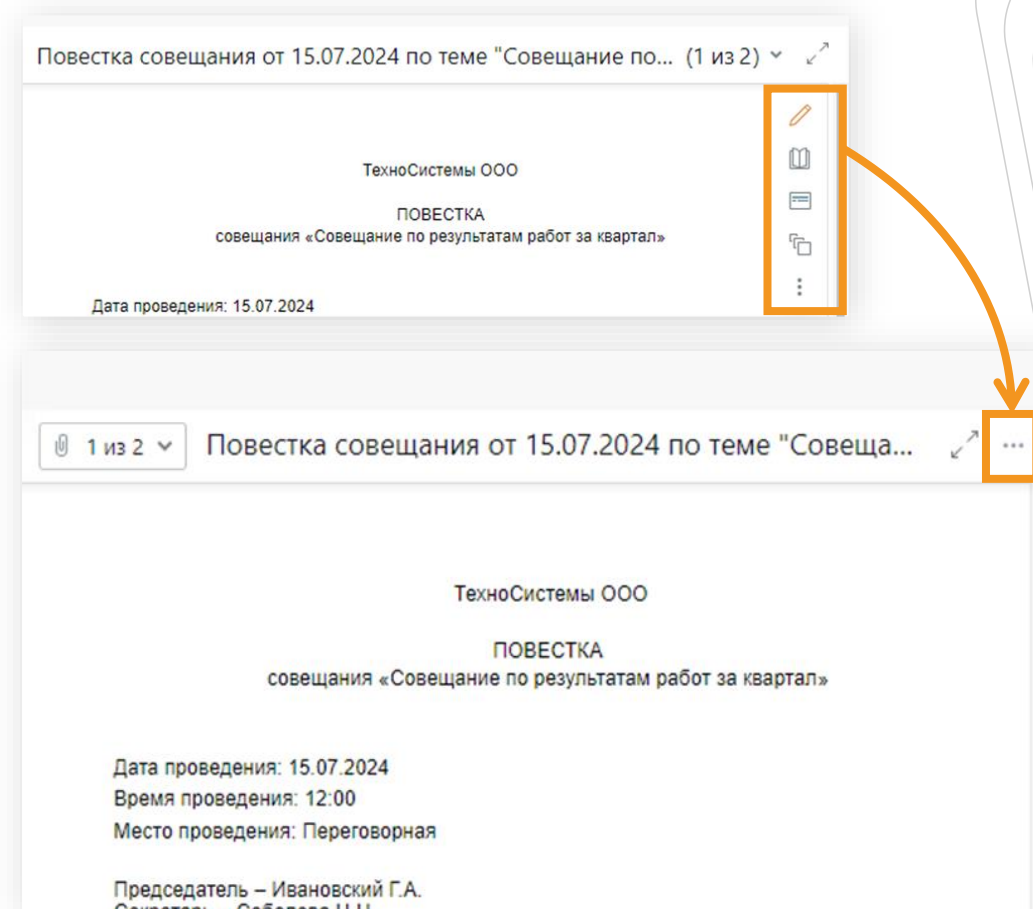 Повестка совещания от 15.07.2024 по теме "Совещание по... (1 из 2)
ТехноСистемы ООО
ПОВЕСТКА
совещания «Совещание по результатам работ за квартал»
Дата проведения: 15.07.2024
1 из 2 Повестка совещания от 15.07.2024 по теме "Совеща...
ТехноСистемы ООО
ПОВЕСТКА
совещания «Совещание по результатам работ за квартал»
Дата проведения: 15.07.2024
Время проведения: 12:00
Место проведения: Переговорная
Председатель – Ивановский Г.А.